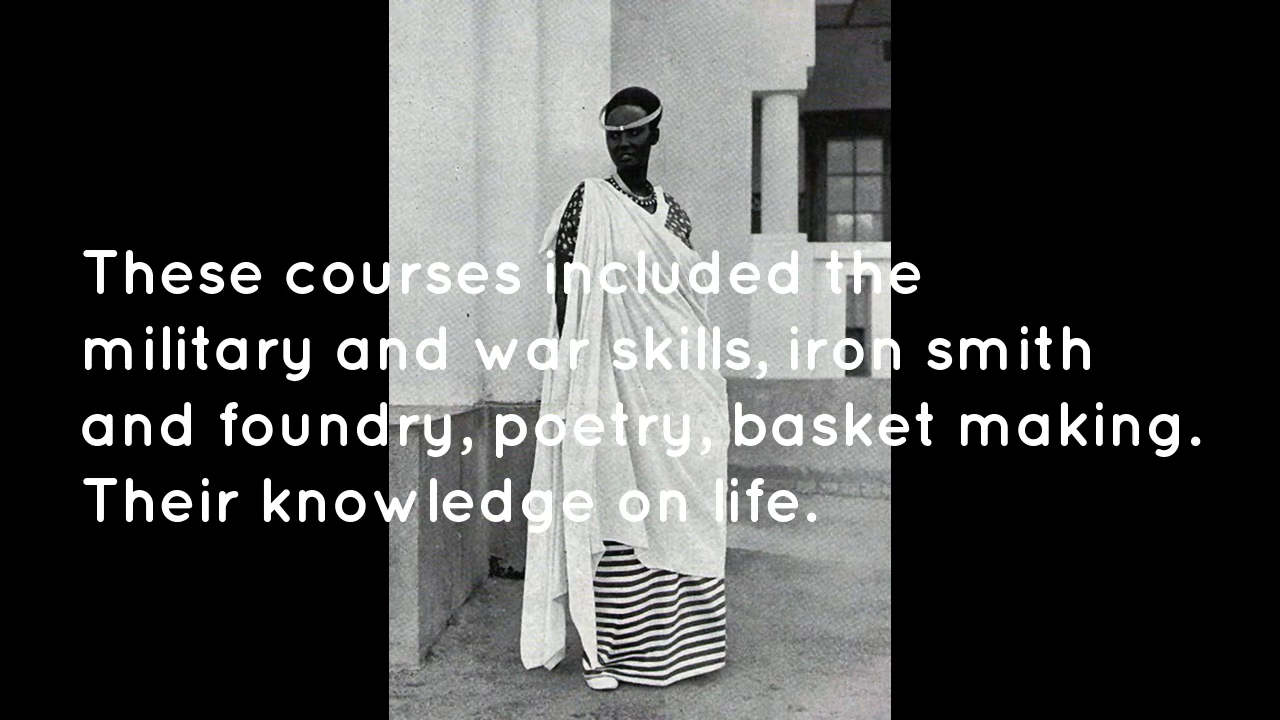 These courses included the
military and war skills, iron smith
and foundry, poetry, basket making.
Their knowledge on life.